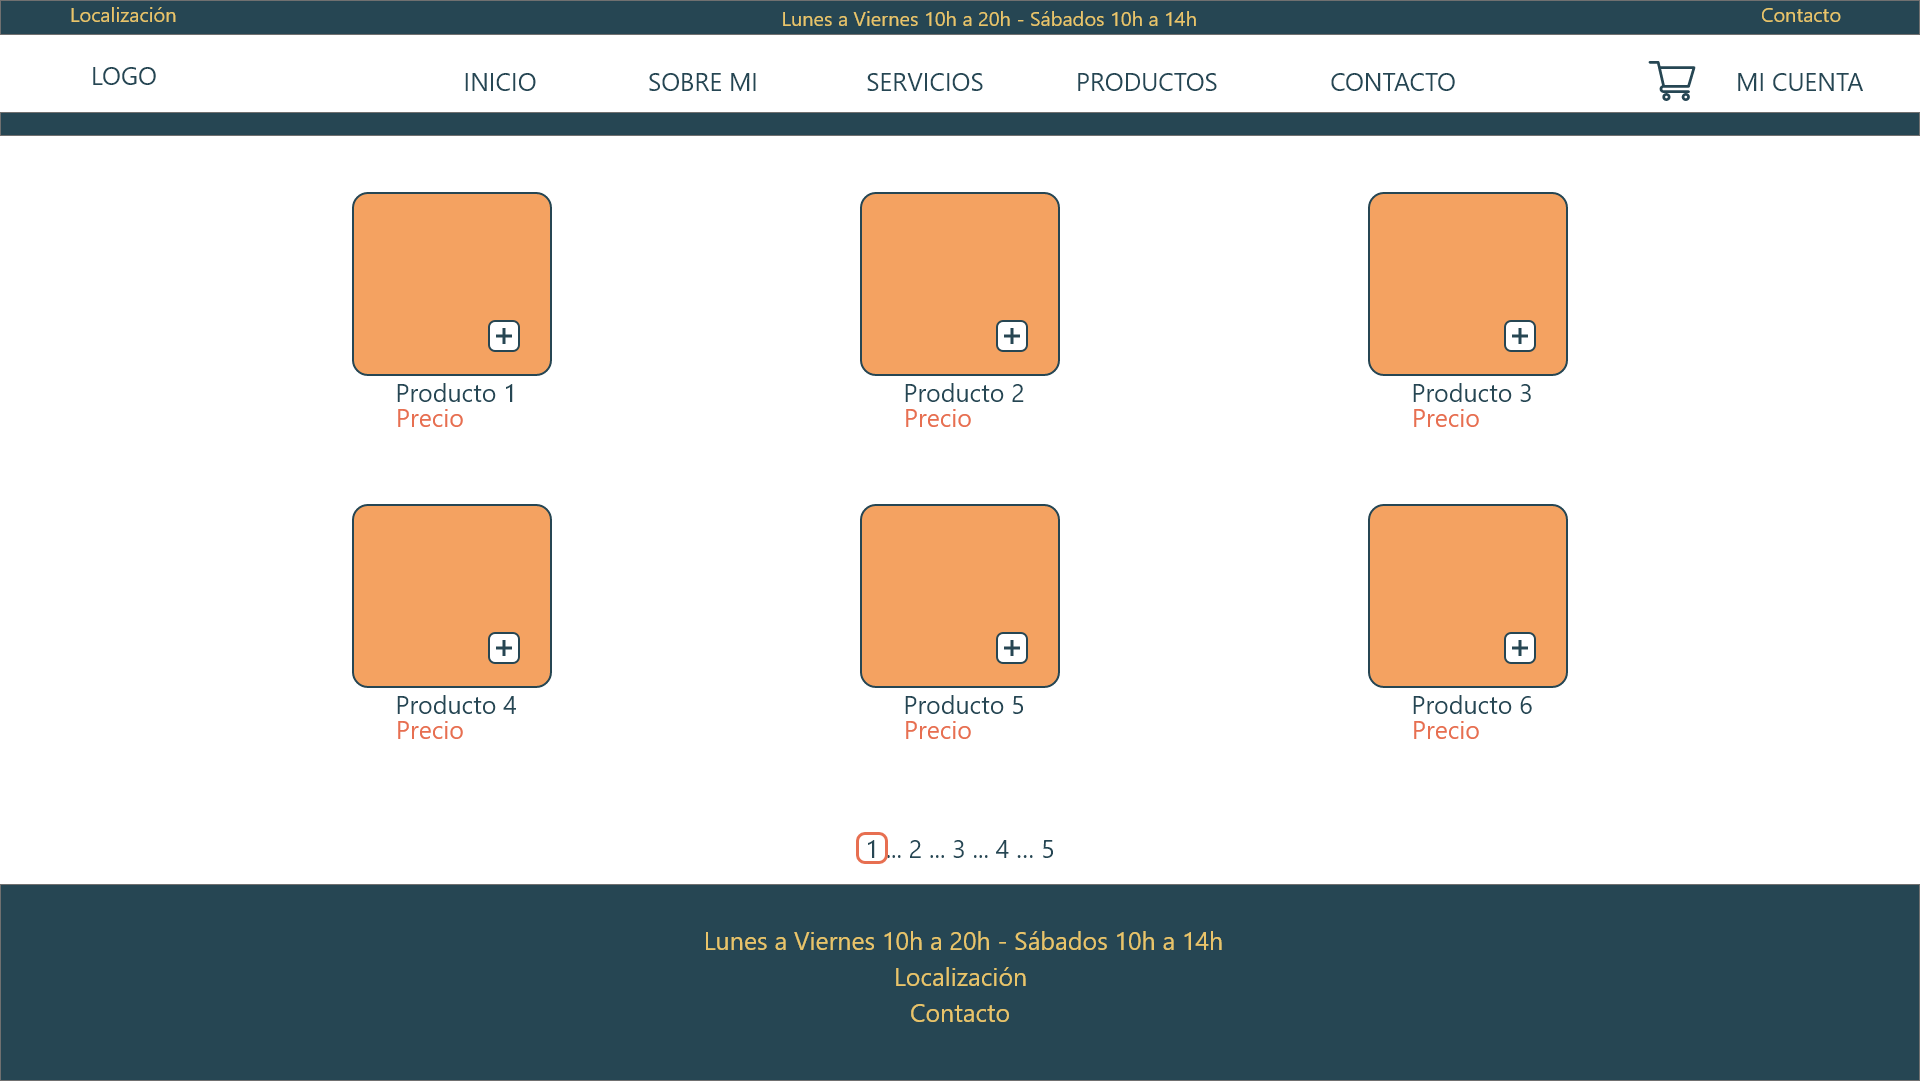 Localización
Lunes a Viernes 10h a 20h - Sábados 10h a 14h
Contacto
LOGO
INICIO
SOBRE MI
SERVICIOS
PRODUCTOS
CONTACTO
MI CUENTA
Producto 1
Precio
Producto 2
Precio
Producto 3
Precio
Producto 4
Precio
Producto 5
Precio
Producto 6
Precio
1 ... 2 ... 3 ... 4 ... 5
Lunes a Viernes 10h a 20h - Sábados 10h a 14h
Localización
Contacto